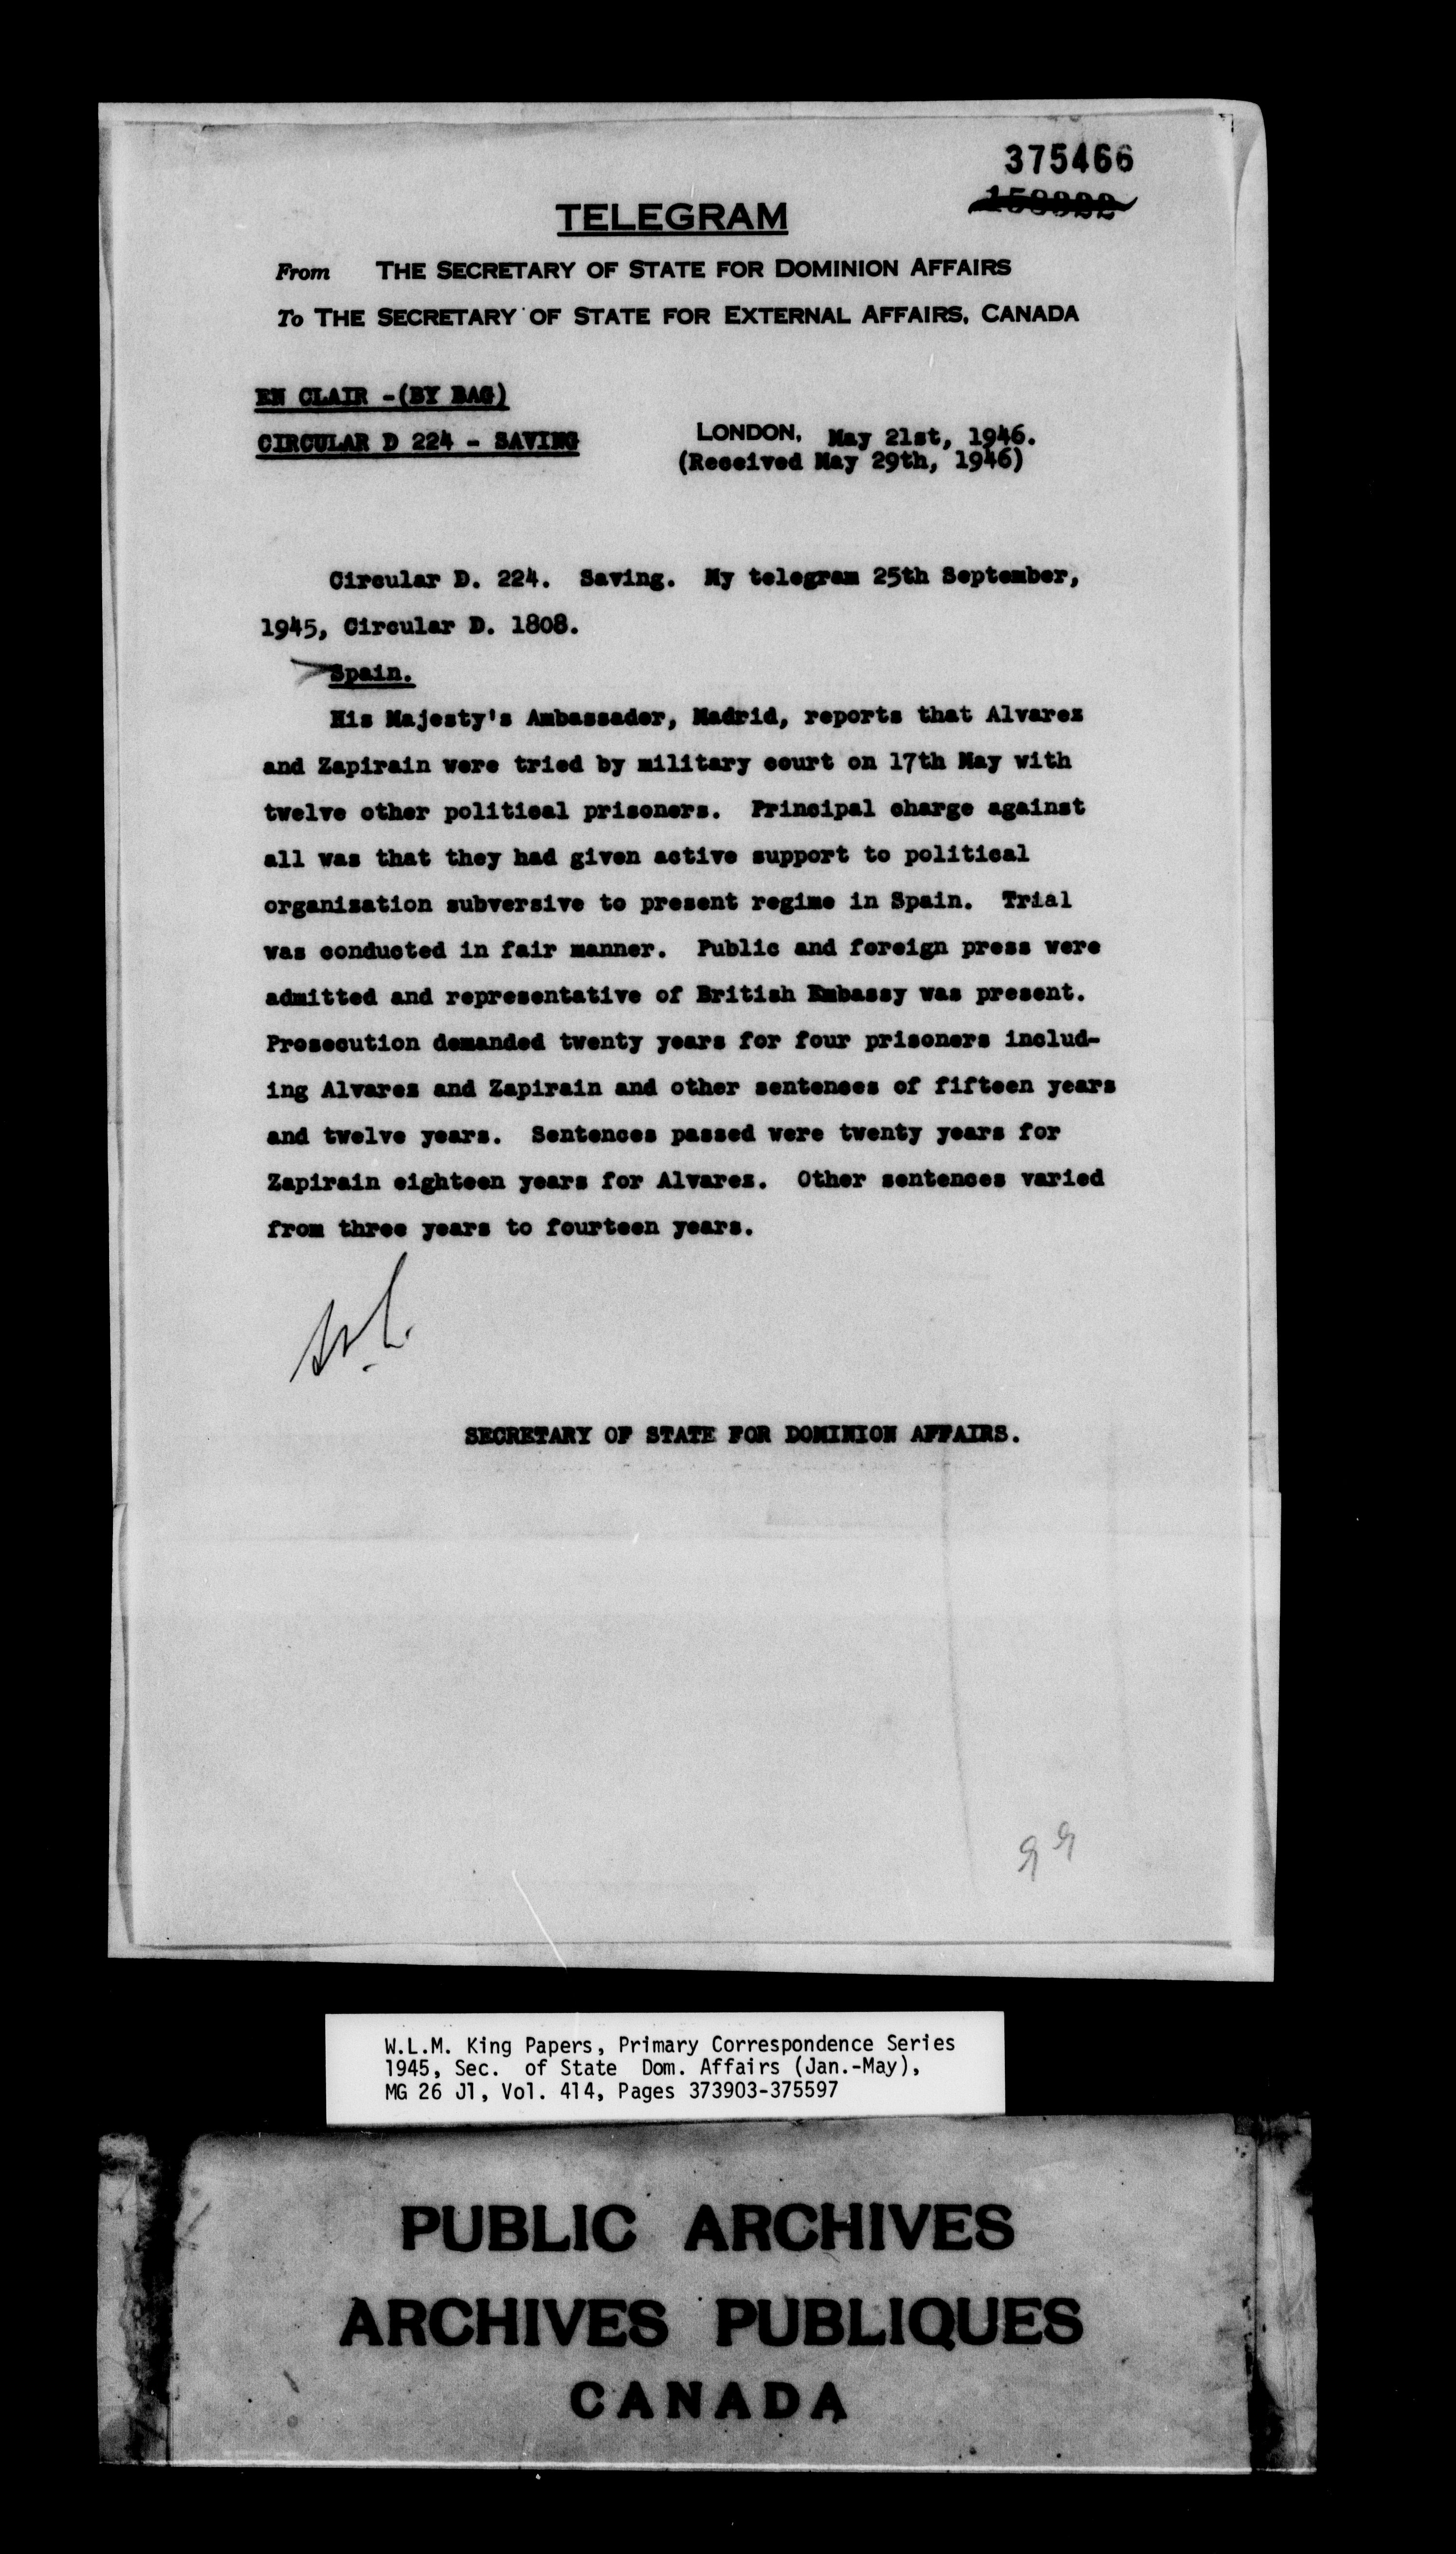 375466
TELEGRAM
From THE SECRETARY OF STATE FOR DOMINION AFFAIRS
To THE SECRETARY OF STATE FOR EXTERNAL AFFAIRS, CANADA
EN CLAIR -(BY BAG)
CIRCULAR D 224 - SAVING
LONDON, May 21st, 1946.
(Received May 29th, 1946)
Circular D. 224. Saving. My telegram 25th September,
1945, Circular D. 1808.
Spain.
His Majesty's Ambassador, Madrid, reports that Alvarez
and Zapirain were tried by military court on 17th May with
twelve other political prisoners. Principal charge against
all was that they had given active support to political
organization subversive to present regime in Spain. Trial
was conducted in fair manner. Public and foreign press were
admitted and representative of British Embassy was present.
Prosecution demanded twenty years for four prisoners includ-
ing Alvarez and Zapirain and other sentences of fifteen years
and twelve years. Sentences passed were twenty years for
Zapirain eighteen years for Alvarez. Other sentences varied
from three years to fourteen years.
SECRETARY OF STATE FOR DOMINION AFFAIRS.
W.L.M. King Papers, Primary Correspondence Series
1945, Sec. of State Dom. Affairs (Jan.-May),
MG 26 J1, Vol. 414, Pages 373903-375597
PUBLIC ARCHIVES
ARCHIVES PUBLIQUES
CANADA